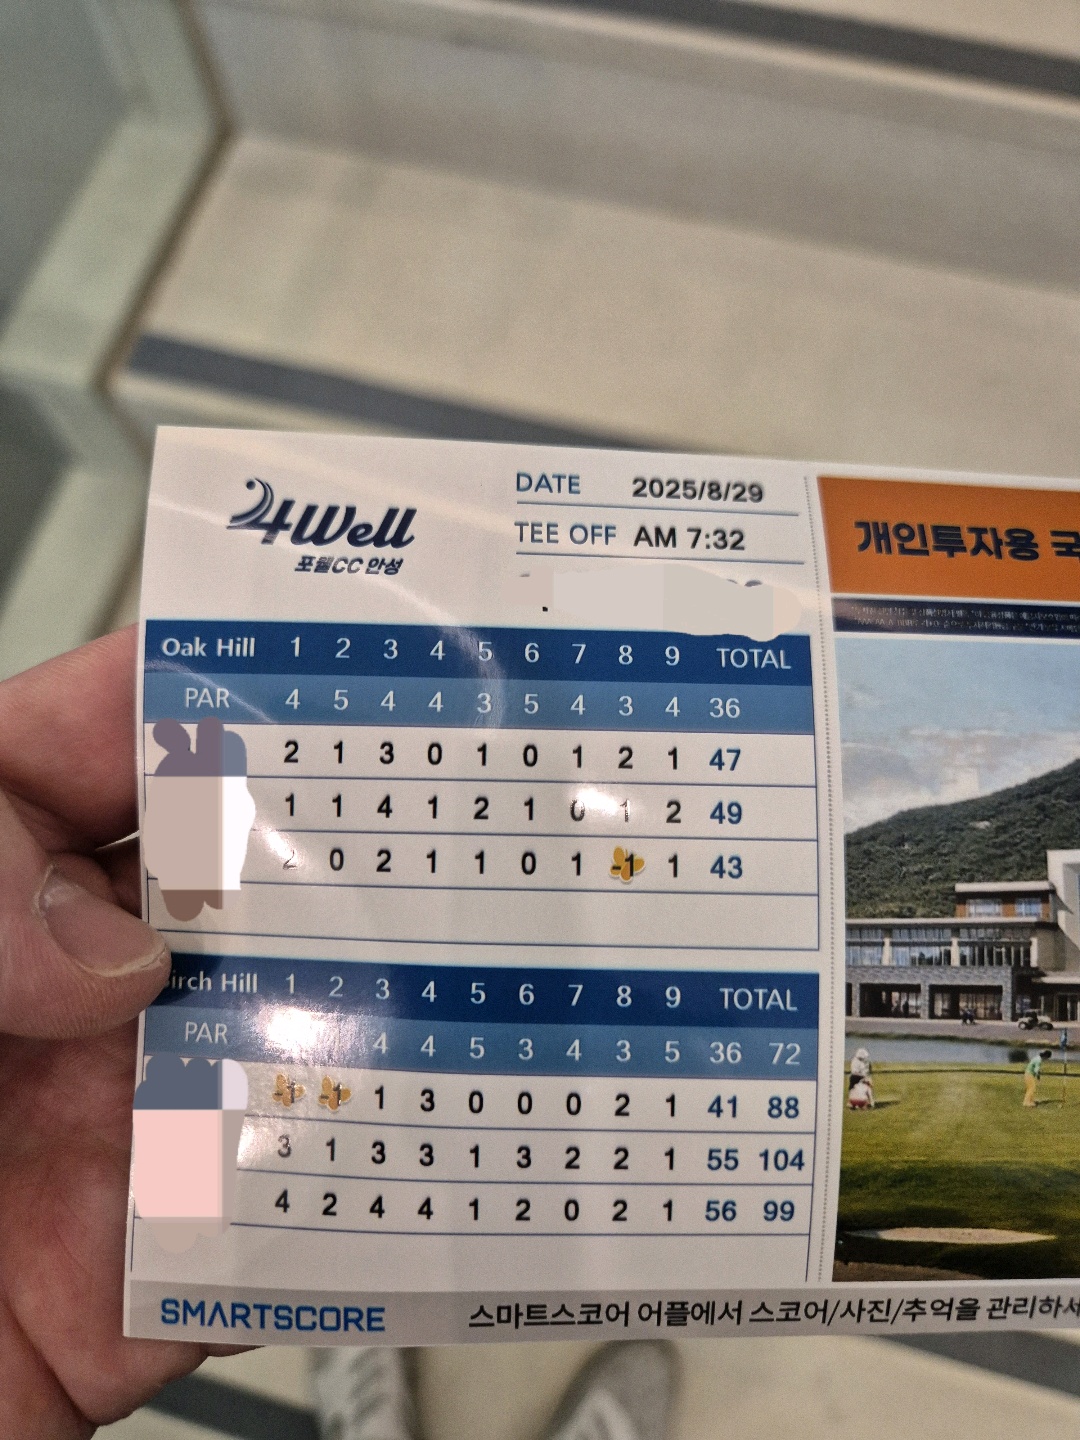 4Well
포웰CC 안성
DATE 2025/8/29
TEE OFF AM 7:32
개인투자용
Oak Hill 1 2 3 4 5 6 7 8 9 TOTAL
PAR 4 5 4 4 3 5 4 3 4 36
2 1 3 0 1 0 1 2 1 47
1 1 4 1 2 1 0 1 2 49
2 0 2 1 1 0 1 -1 1 43
irch Hill 1 2 3 4 5 6 7 8 9 TOTAL
PAR 4 4 5 3 4 3 5 36 72
-1 -1 1 3 0 0 0 2 1 41 88
3 1 3 3 1 3 2 2 1 55 104
4 2 4 4 1 2 0 2 1 56 99
SMARTSCORE 스마트스코어 어플에서 스코어/사진/추억을 관리하세